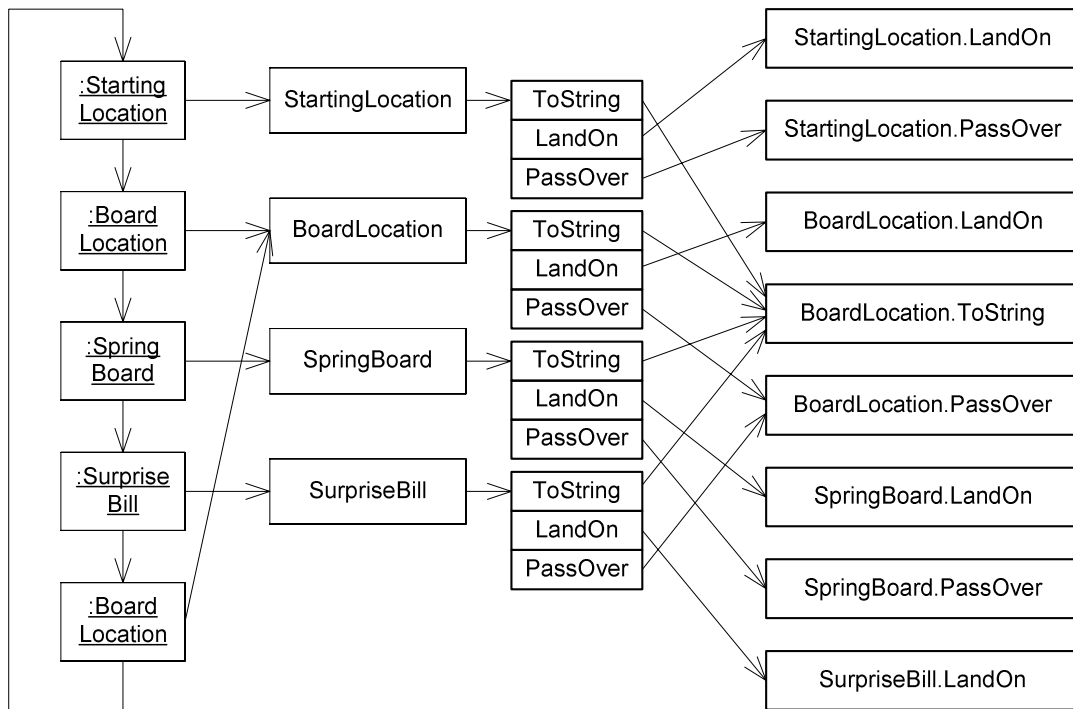 :Starting
Location
:Board
Location
:Spring
Board
:Surprise
Bill
:Board
Location
StartingLocation
BoardLocation
SpringBoard
SurpriseBill
ToString
LandOn
PassOver
ToString
LandOn
PassOver
ToString
LandOn
PassOver
ToString
LandOn
PassOver
StartingLocation.LandOn
StartingLocation.PassOver
BoardLocation.LandOn
BoardLocation.ToString
BoardLocation.PassOver
SpringBoard.LandOn
SpringBoard.PassOver
SurpriseBill.LandOn